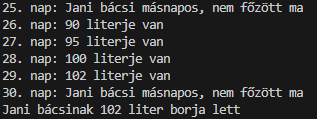 25. nap: Jani bácsi másnapos, nem főzött ma
26. nap: 90 literje van
27. nap: 95 literje van
28. nap: 100 literje van
29. nap: 102 literje van
30. nap: Jani bácsi másnapos, nem főzött ma
Jani bácsinak 102 liter borja lett